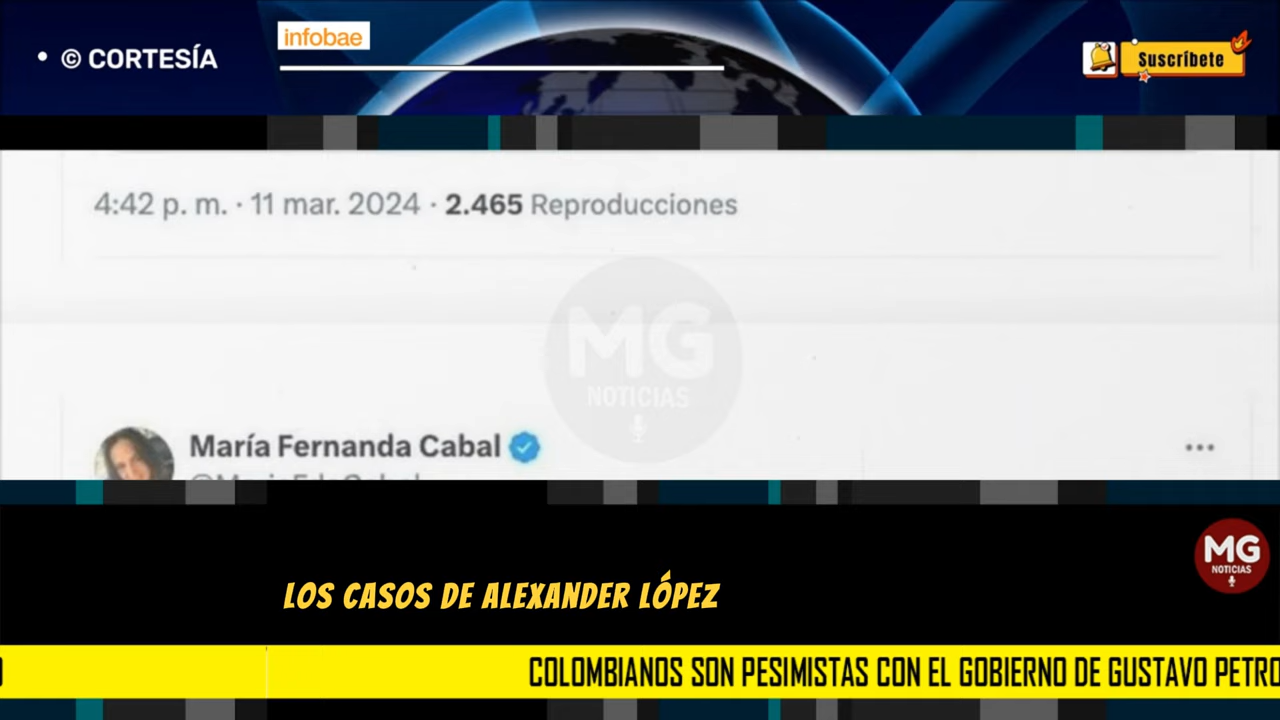 • © CORTESÍA
infobae
Suscríbete
4:42 p. m. · 11 mar. 2024 · 2.465 Reproducciones
MG
NOTICIAS
María Fernanda Cabal
MG
NOTICIAS
LOS CASOS DE ALEXANDER LÓPEZ
COLOMBIANOS SON PESIMISTAS CON EL GOBIERNO DE GUSTAVO PETRO